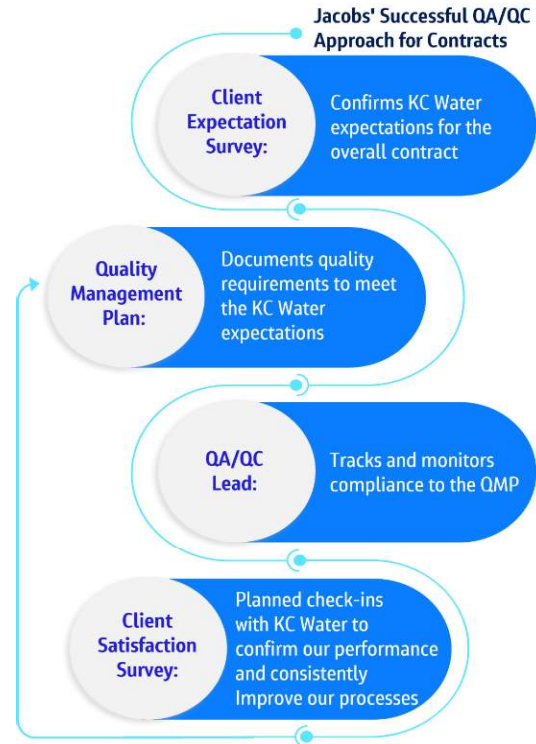 Jacobs' Successful QA/QC
Approach for Contracts
Client
Expectation
Survey:
Confirms KC Water
expectations for the
overall contract
Quality
Management
Plan:
Documents quality
requirements to meet
the KC Water
expectations
QA/QC
Lead:
Tracks and monitors
compliance to the QMP
Client
Satisfaction
Survey:
Planned check-ins
with KC Water to
confirm our performance
and consistently
Improve our processes